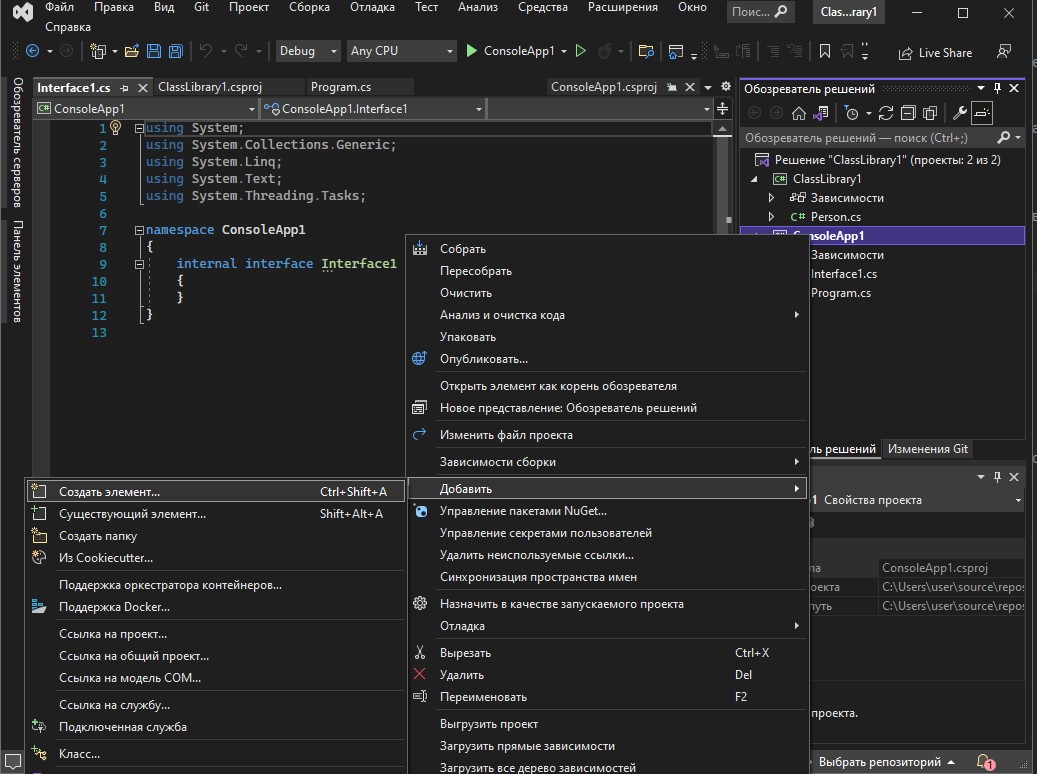 Файл Правка Вид Git Проект Сборка Отладка Тест Анализ Средства Расширения Окно
Справка
Поис...
Class...rary1
Debug Any CPU ConsoleApp1 Live Share
Обозреватель серверов
Панель элементов
Interface1.cs ClassLibrary1.csproj Program.cs ConsoleApp1.csproj
ConsoleApp1 ConsoleApp1.Interface1
1 using System;
2 using System.Collections.Generic;
3 using System.Linq;
4 using System.Text;
5 using System.Threading.Tasks;
6
7 namespace ConsoleApp1
8 {
9 internal interface Interface1
10 {
11 }
12 }
13
Обозреватель решений
Обозреватель решений — поиск (Ctrl+;)
Решение "ClassLibrary1" (проекты: 2 из 2)
ClassLibrary1
Зависимости
C# Person.cs
ConsoleApp1
Зависимости
Interface1.cs
Program.cs
Собрать
Пересобрать
Очистить
Анализ и очистка кода
Упаковать
Опубликовать...
Открыть элемент как корень обозревателя
Новое представление: Обозреватель решений
Изменить файл проекта
Зависимости сборки
Добавить
Управление пакетами NuGet...
Управление секретами пользователей
Удалить неиспользуемые ссылки...
Синхронизация пространства имен
Назначить в качестве запускаемого проекта
Отладка
Вырезать Ctrl+X
Удалить Del
Переименовать F2
Выгрузить проект
Загрузить прямые зависимости
Загрузить все дерево зависимостей
Создать элемент... Ctrl+Shift+A
Существующий элемент... Shift+Alt+A
Создать папку
Из Cookiecutter...
Поддержка оркестратора контейнеров...
Поддержка Docker...
Ссылка на проект...
Ссылка на общий проект...
Ссылка на модель COM...
Ссылка на службу...
Подключенная служба
Класс...
ль решений Изменения Git
1 Свойства проекта
ла ConsoleApp1.csproj
оекта C:\Users\user\source\repos
путь C:\Users\user\source\repos
проекта.
Выбрать репозиторий 1